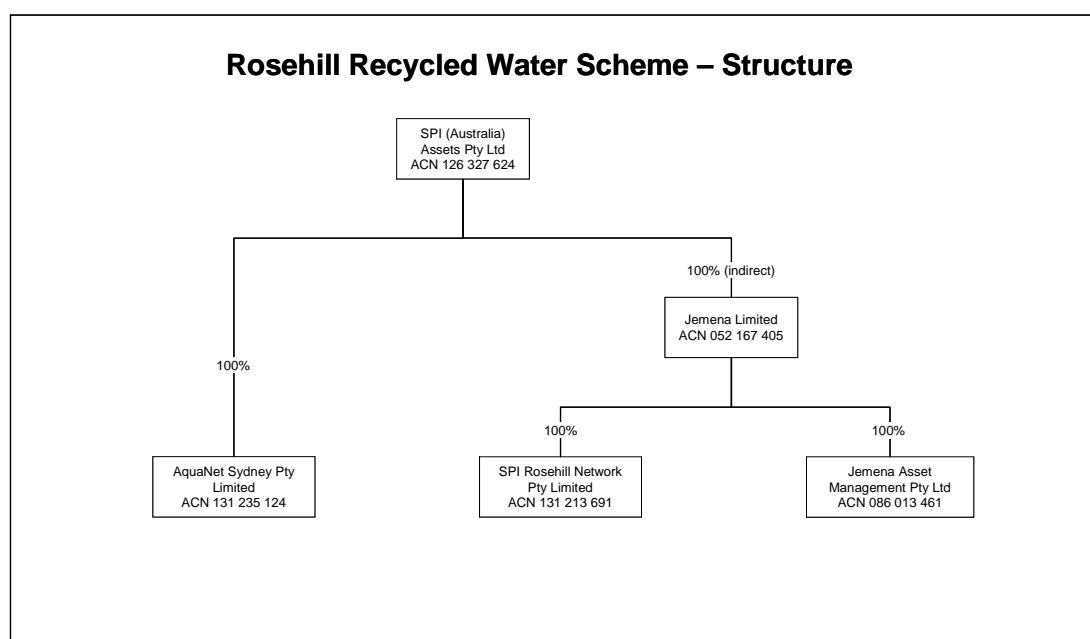 Rosehill Recycled Water Scheme – Structure
SPI (Australia)
Assets Pty Ltd
ACN 126 327 624
100% (indirect)
Jemena Limited
ACN 052 167 405
100%
100%
100%
AquaNet Sydney Pty
Limited
ACN 131 235 124
SPI Rosehill Network
Pty Limited
ACN 131 213 691
Jemena Asset
Management Pty Ltd
ACN 086 013 461